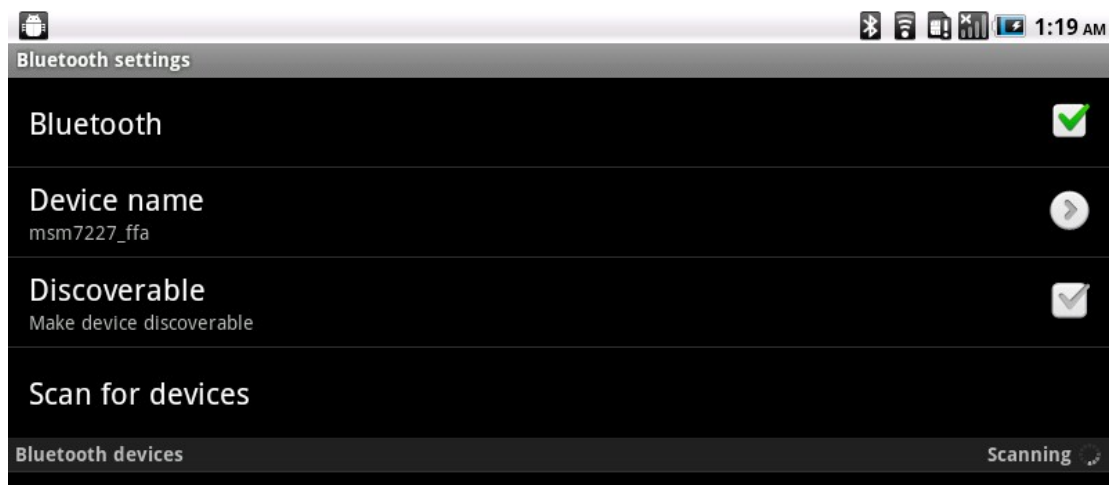 1:19 AM
Bluetooth settings
Bluetooth
Device name
msm7227_ffa
Discoverable
Make device discoverable
Scan for devices
Bluetooth devices
Scanning